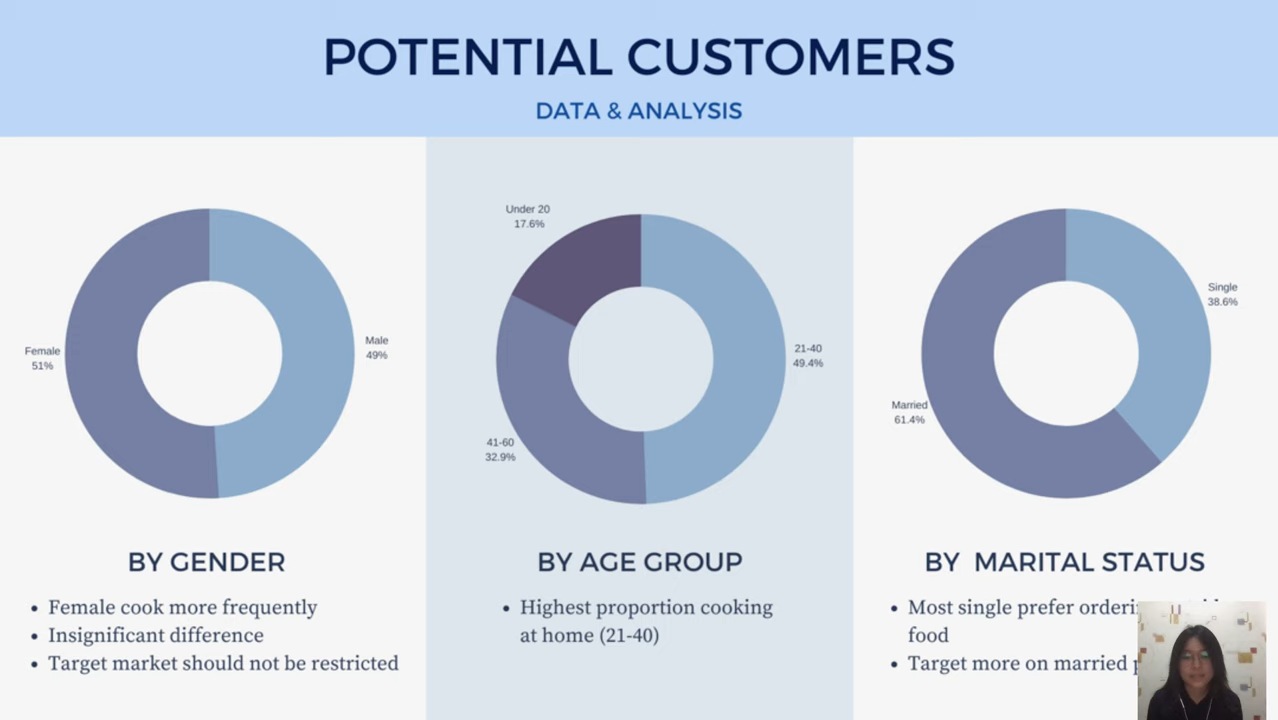 POTENTIAL CUSTOMERS
DATA & ANALYSIS
Female
51%
Male
49%
BY GENDER
• Female cook more frequently
• Insignificant difference
• Target market should not be restricted
Under 20
17.6%
21-40
49.4%
41-60
32.9%
BY AGE GROUP
• Highest proportion cooking
at home (21-40)
Single
38.6%
Married
61.4%
BY MARITAL STATUS
• Most single prefer
food
• Target more on married